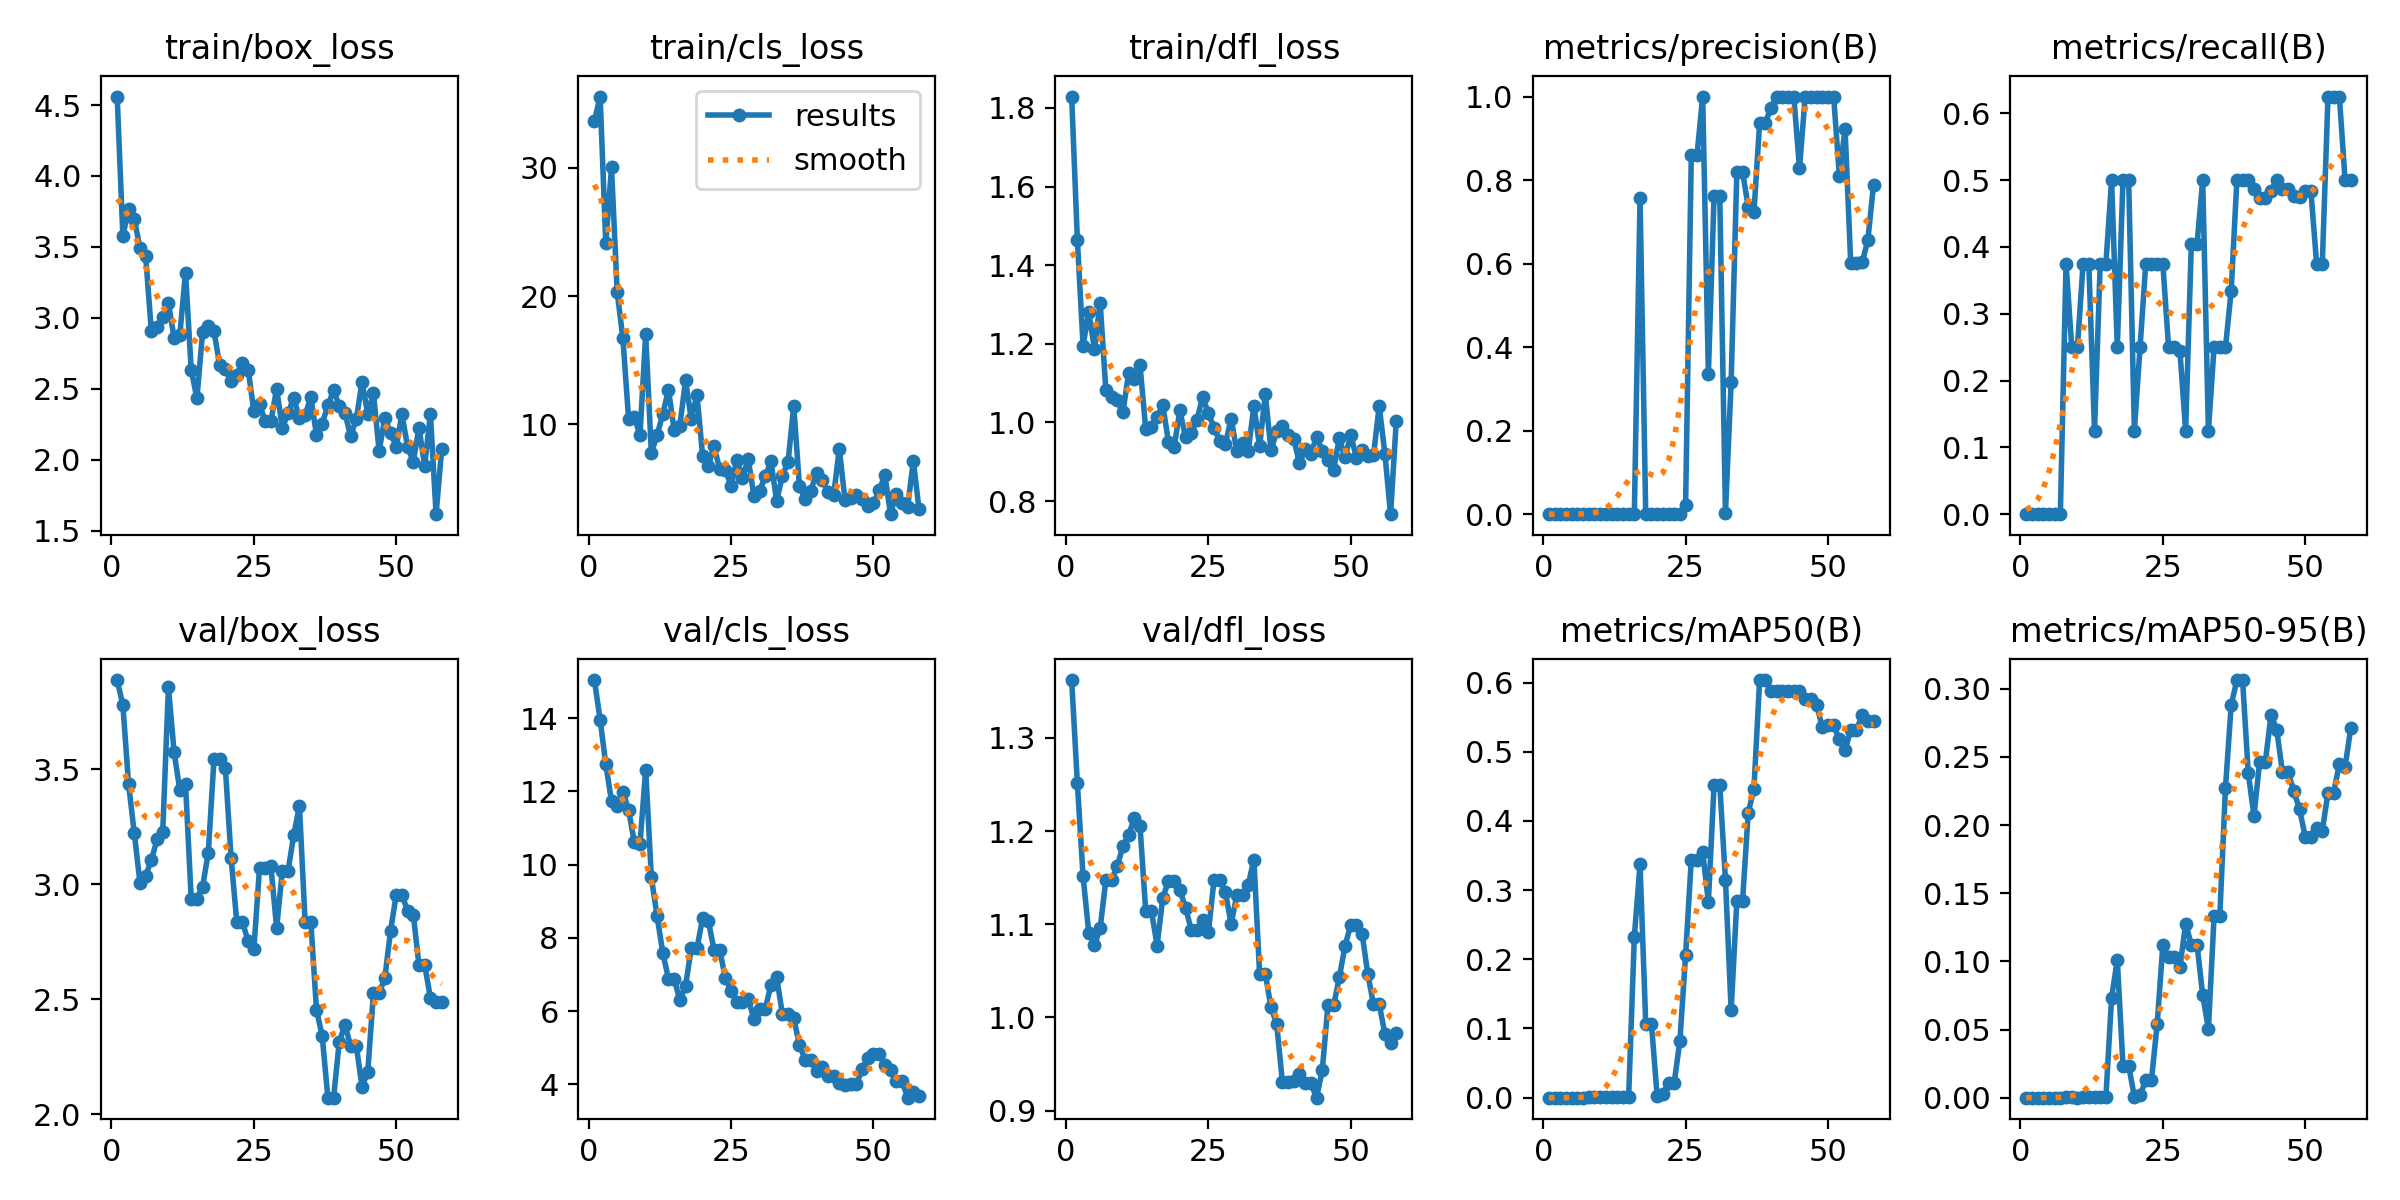 train/box_loss
train/cls_loss
train/dfl_loss
metrics/precision(B)
metrics/recall(B)
4.5
4.0
3.5
3.0
2.5
2.0
1.5
0 25 50
results
smooth
30
20
10
0 25 50
1.8
1.6
1.4
1.2
1.0
0.8
0 25 50
1.0
0.8
0.6
0.4
0.2
0.0
0 25 50
0.6
0.5
0.4
0.3
0.2
0.1
0.0
0 25 50
val/box_loss
val/cls_loss
val/dfl_loss
metrics/mAP50(B)
metrics/mAP50-95(B)
3.5
3.0
2.5
2.0
0 25 50
14
12
10
8
6
4
0 25 50
1.3
1.2
1.1
1.0
0.9
0 25 50
0.6
0.5
0.4
0.3
0.2
0.1
0.0
0 25 50
0.30
0.25
0.20
0.15
0.10
0.05
0.00
0 25 50